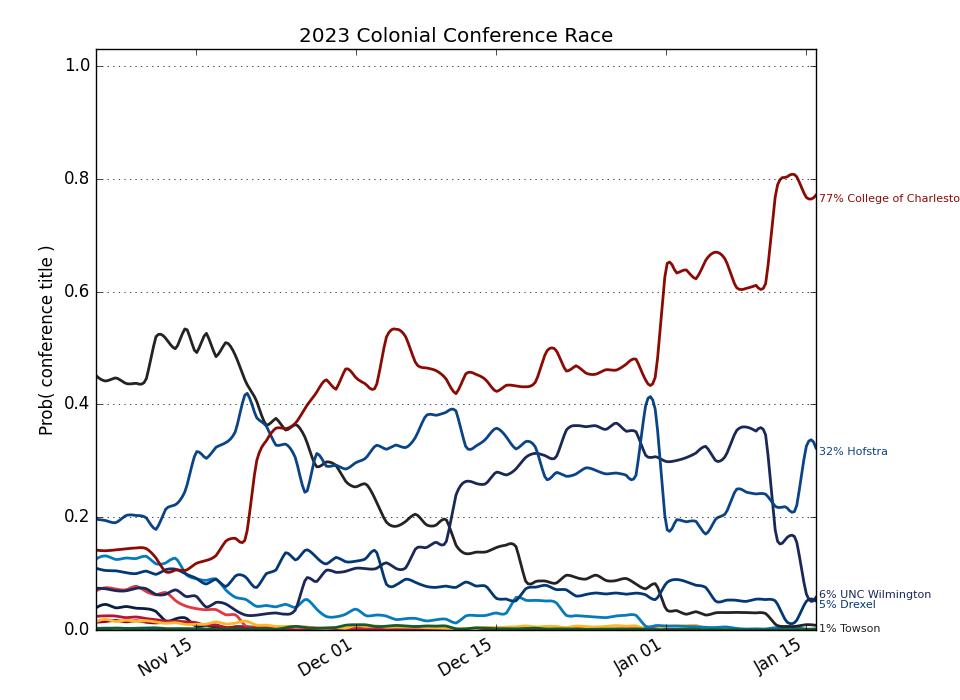 2023 Colonial Conference Race
Prob( conference title )
1.0
0.8
0.6
0.4
0.2
0.0
77% College of Charlesto
32% Hofstra
6% UNC Wilmington
5% Drexel
1% Towson
Nov 15
Dec 01
Dec 15
Jan 01
Jan 15